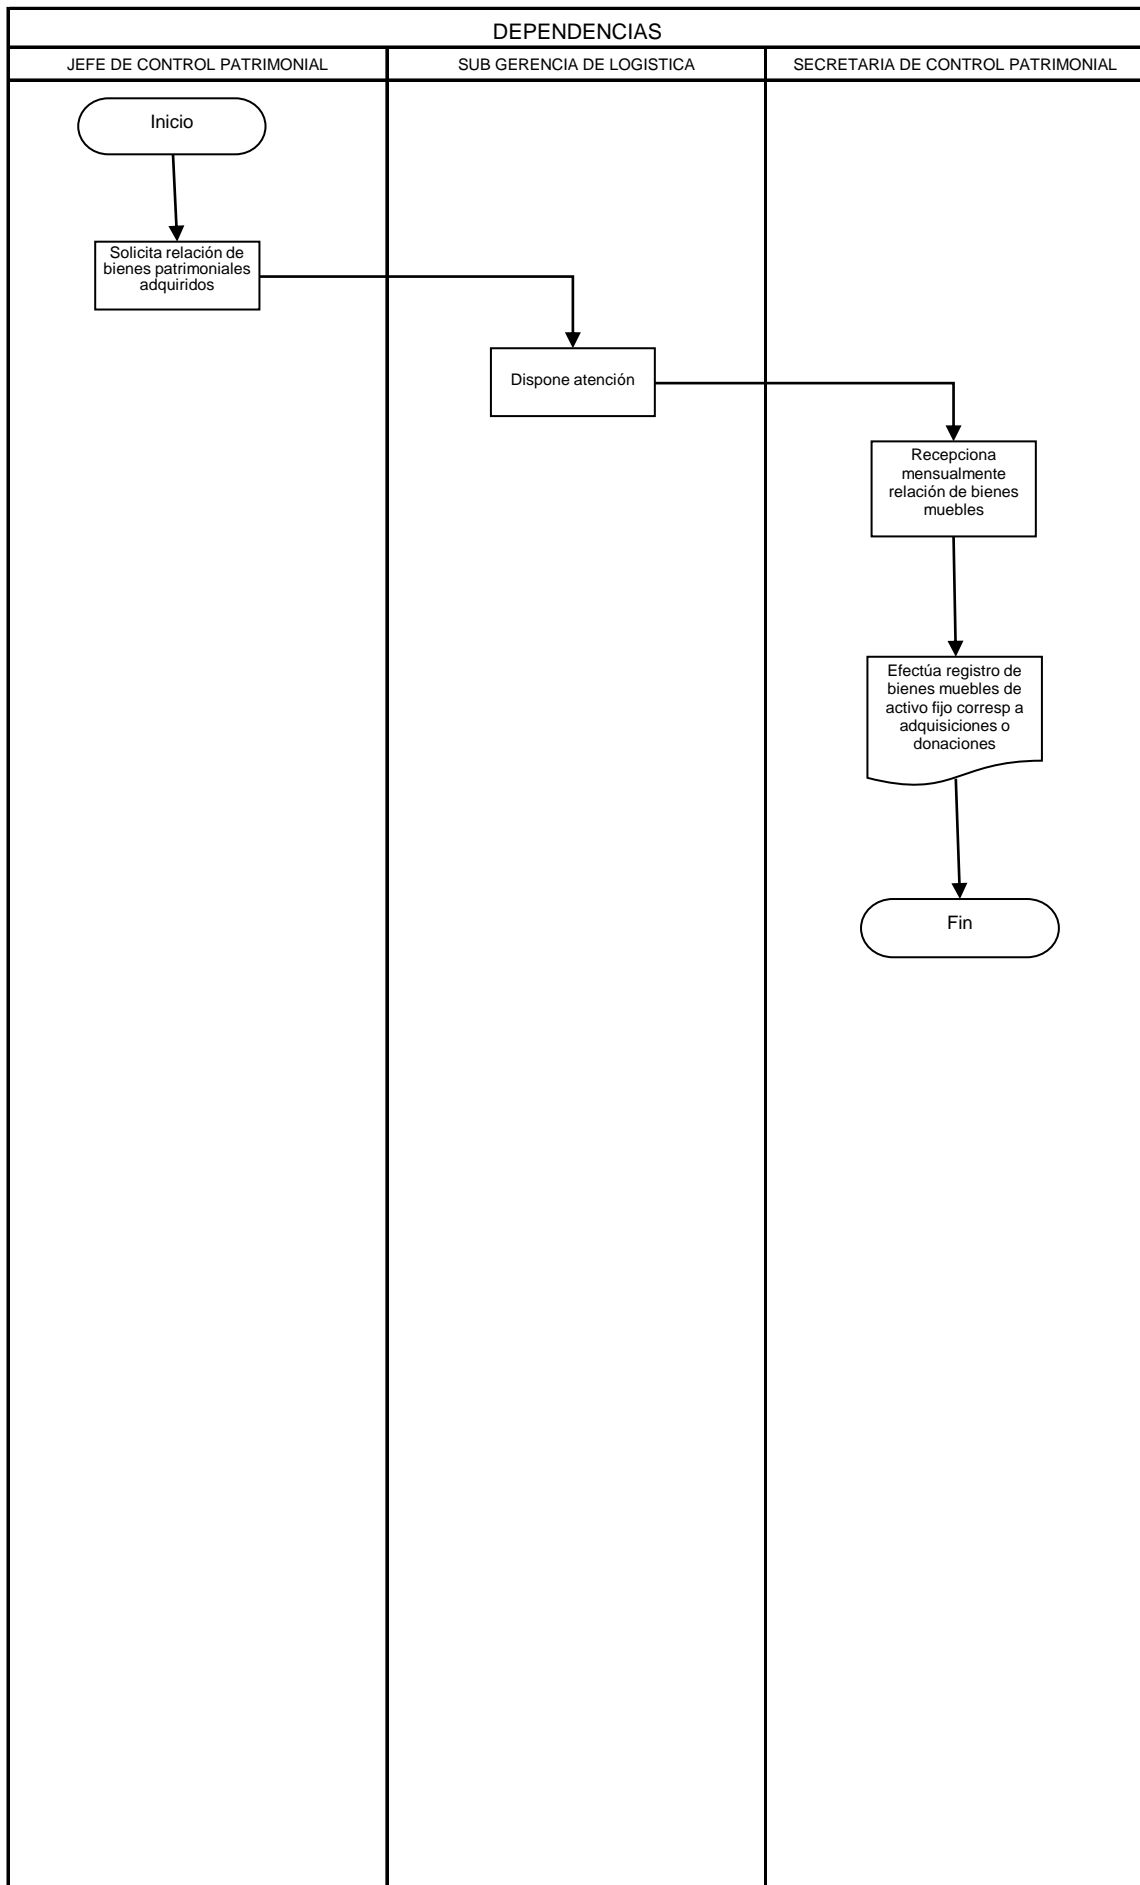 DEPENDENCIAS
JEFE DE CONTROL PATRIMONIAL
SUB GERENCIA DE LOGISTICA
SECRETARIA DE CONTROL PATRIMONIAL
Inicio
Solicita relación de
bienes patrimoniales
adquiridos
Dispone atención
Recepciona
mensualmente
relación de bienes
muebles
Efectúa registro de
bienes muebles de
activo fijo corresp a
adquisiciones o
donaciones
Fin